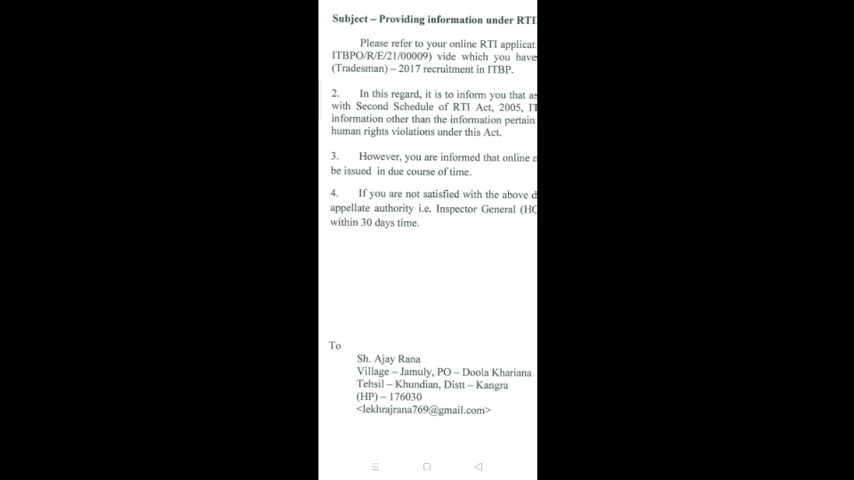 Subject – Providing information under RTI
Please refer to your online RTI applicat
ITBPO/R/E/21/00009) vide which you have
(Tradesman) – 2017 recruitment in ITBP.
2. In this regard, it is to inform you that as
with Second Schedule of RTI Act, 2005, IT
information other than the information pertain
human rights violations under this Act.
3. However, you are informed that online a
be issued in due course of time.
4. If you are not satisfied with the above d
appellate authority i.e. Inspector General (HQ
within 30 days time.
To
Sh. Ajay Rana
Village – Jamuly, PO – Doola Khariana
Tehsil – Khundian, Distt – Kangra
(HP) – 176030
<lekhrajrana769@gmail.com>